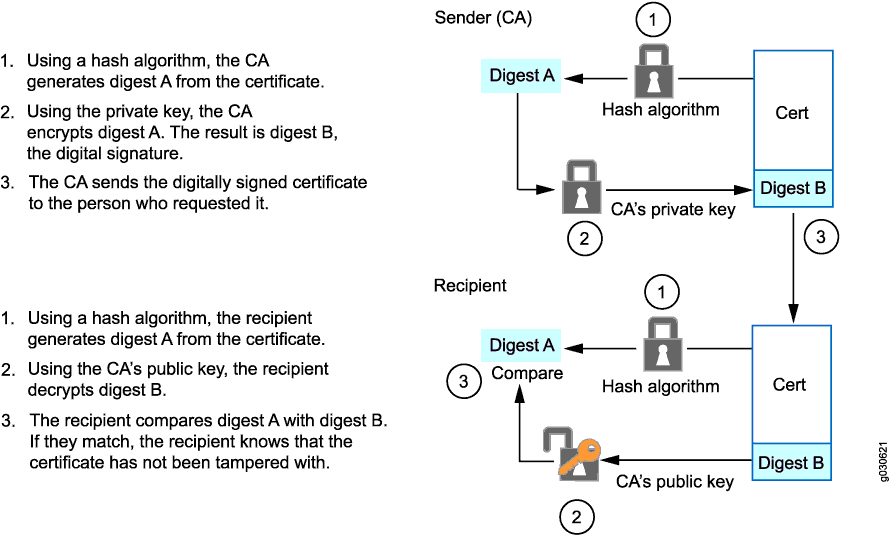 Sender (CA)
1
1. Using a hash algorithm, the CA
generates digest A from the certificate.
2. Using the private key, the CA
encrypts digest A. The result is digest B,
the digital signature.
3. The CA sends the digitally signed certificate
to the person who requested it.
Digest A
Hash algorithm
Cert
Digest B
CA's private key
2
3
Recipient
1
1. Using a hash algorithm, the recipient
generates digest A from the certificate.
2. Using the CA's public key, the recipient
decrypts digest B.
3. The recipient compares digest A with digest B.
If they match, the recipient knows that the
certificate has not been tampered with.
Digest A
3
Compare
Hash algorithm
Cert
Digest B
CA's public key
2
g030621